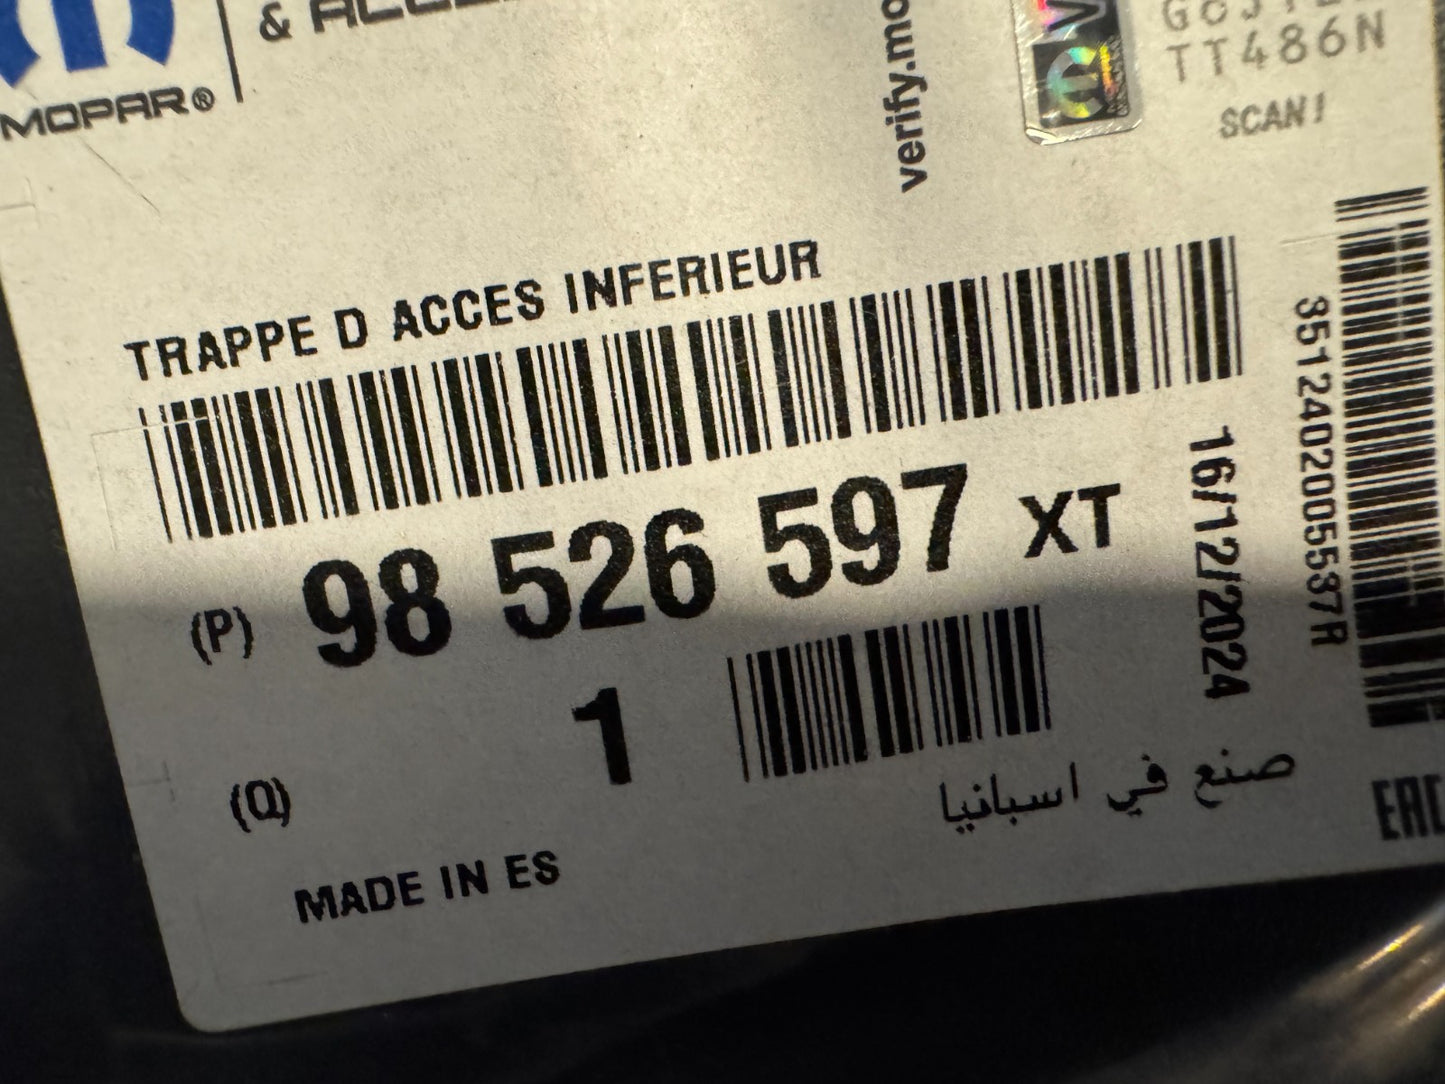 MOPAR®
&
verify.mo
TT486N
SCAN!
TRAPPE D ACCES INFERIEUR
(P) 98 526 597 XT
16/12/2024
3512402005597R
(Q) 1
صنع في اسبانيا
MADE IN ES
EAC